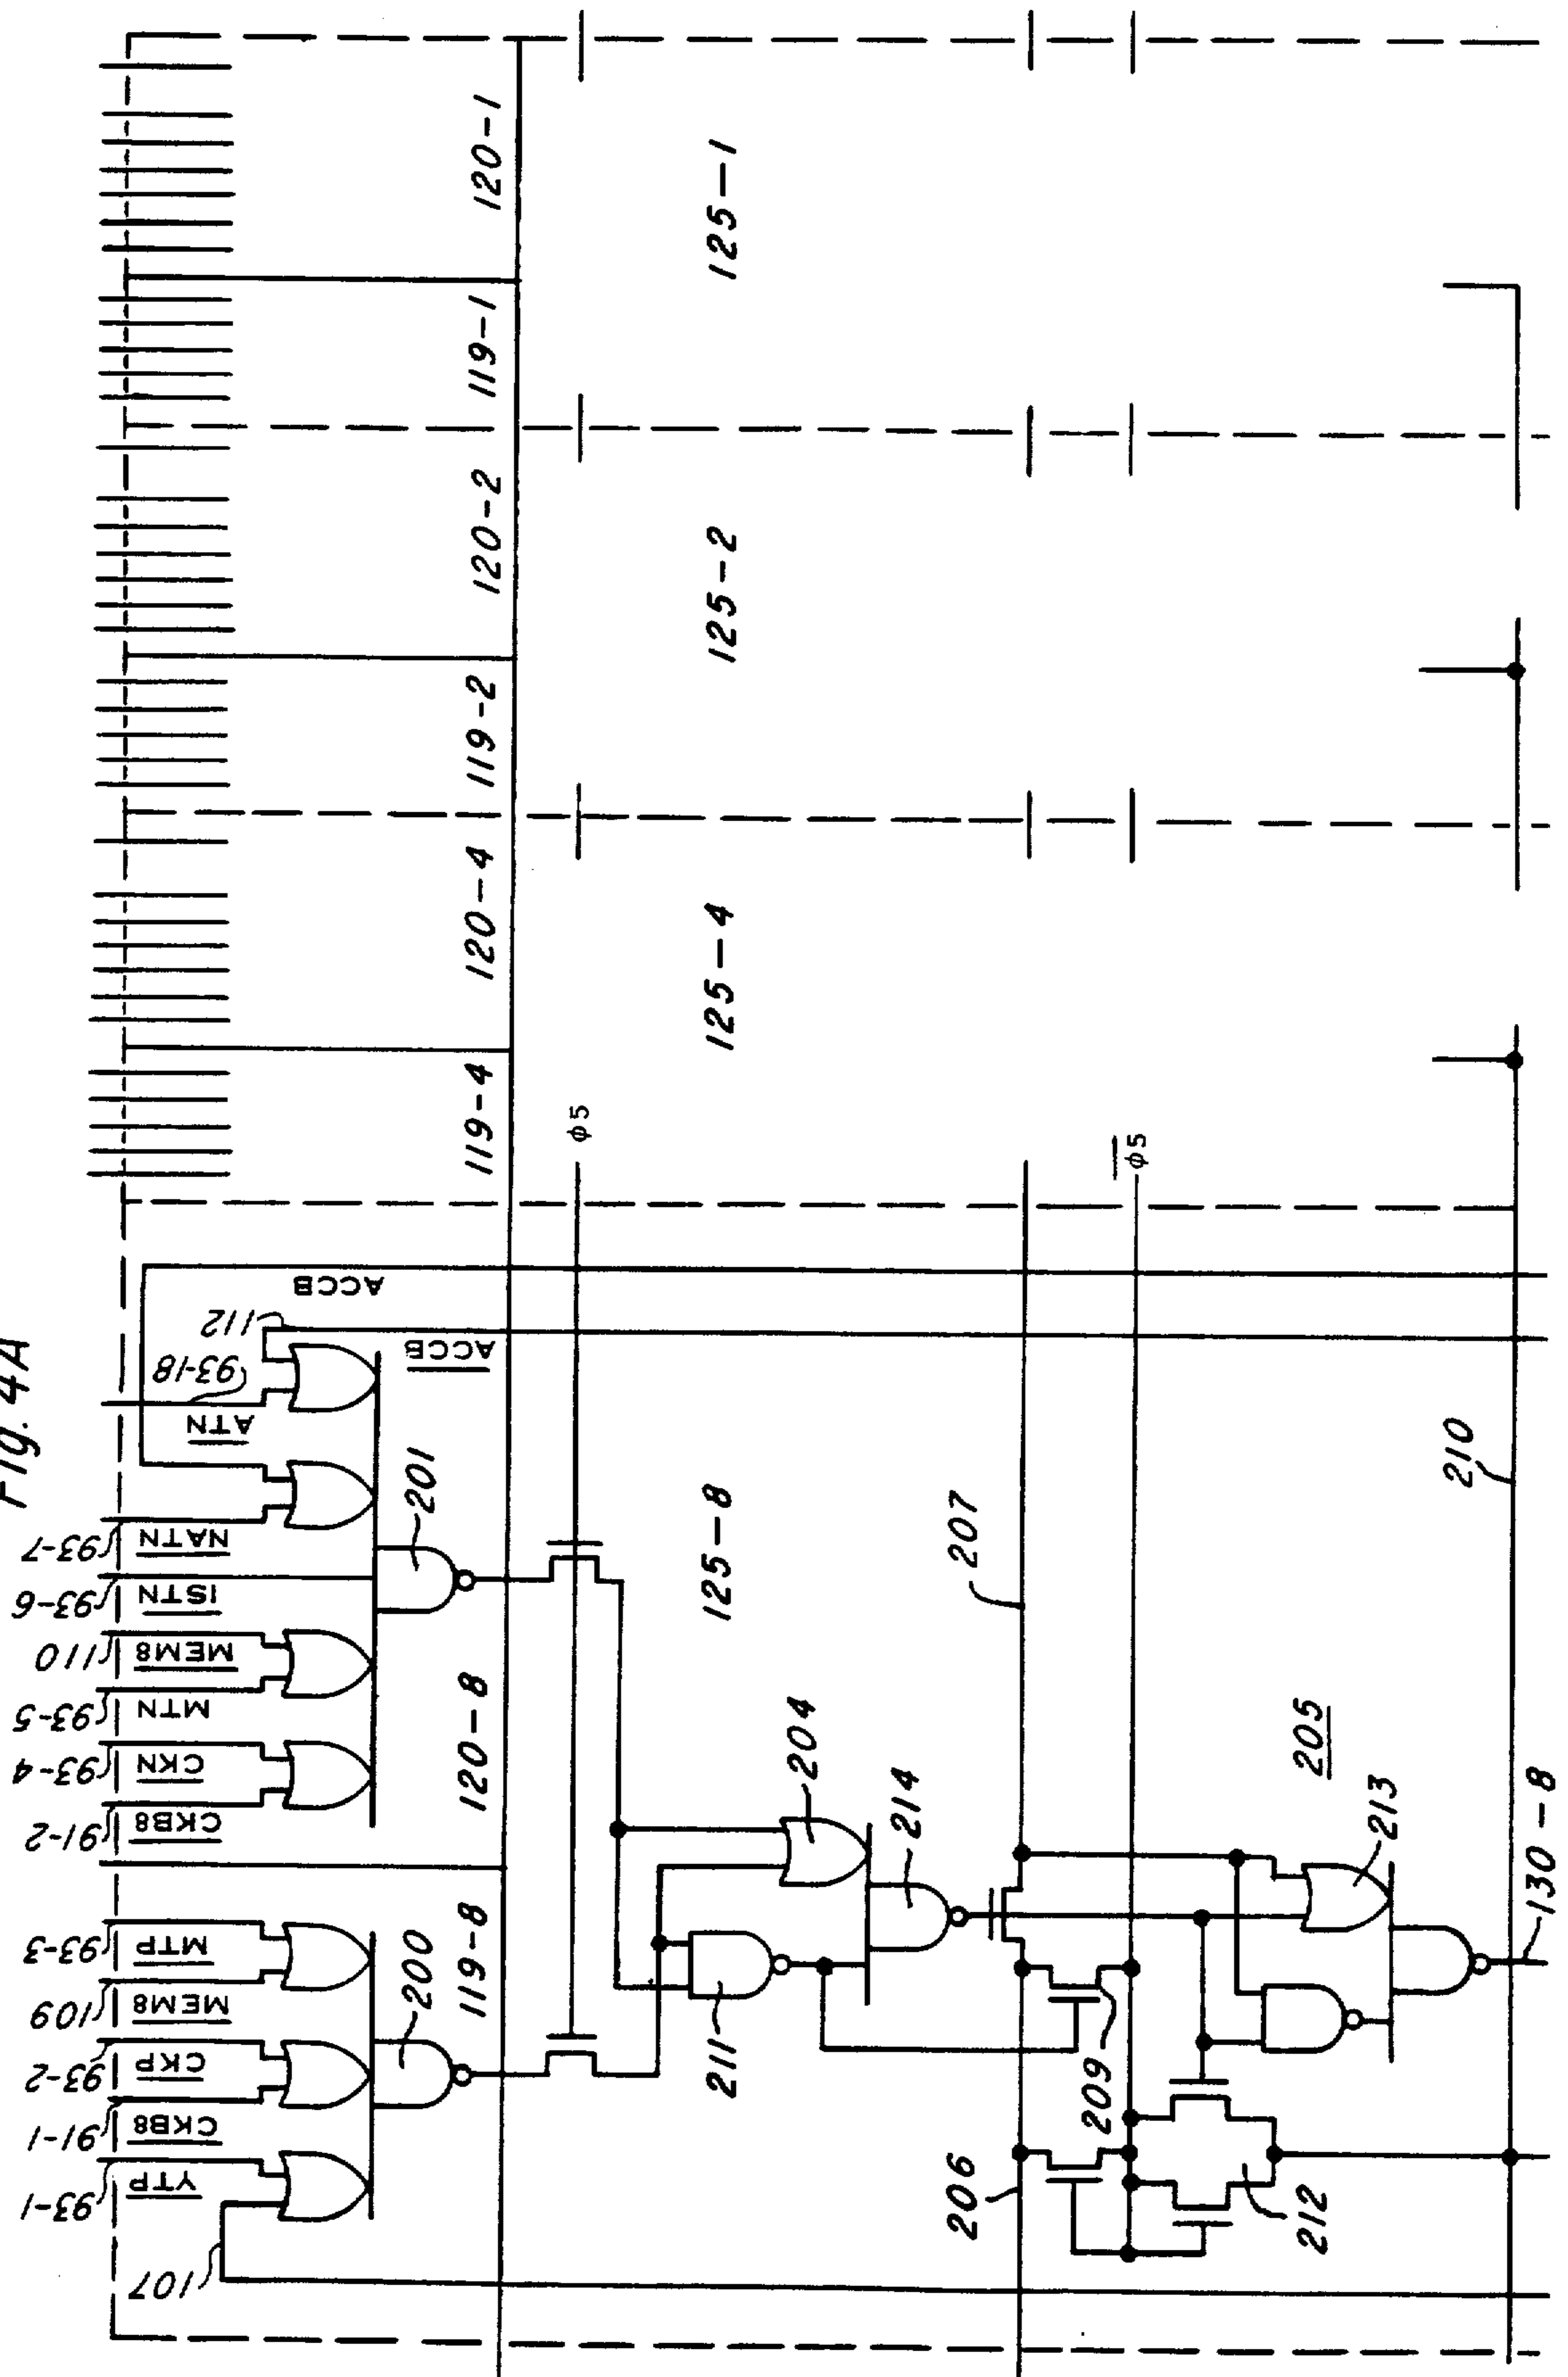 Fig. 4A
93-1
YTP
107
91-1
CKB8
93-2
CKP
109
MEM8
93-3
MTP
200
119-8
91-2
CKB8
93-4
CKN
93-5
MTN
110
MEM8
93-6
ISTN
93-7
NATN
ATN
93-18
112
ACCB
ACCB
201
120-8
119-4
120-4
119-2
120-2
119-1
120-1
φ5
125-8
125-4
125-2
125-1
211
204
214
206
207
209
φ5
212
205
213
210
130-8